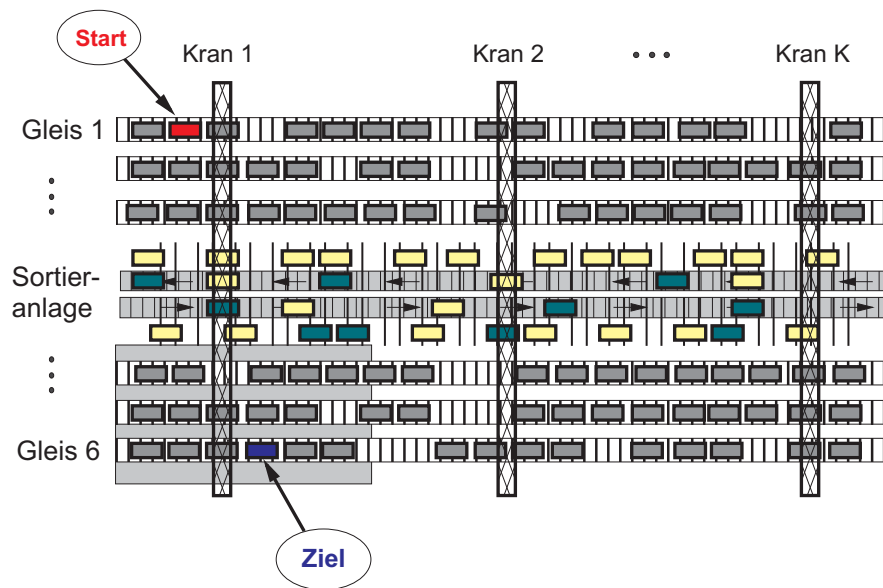 Start
Kran 1
Kran 2
...
Kran K
Gleis 1
Sortier-
anlage
Gleis 6
Ziel